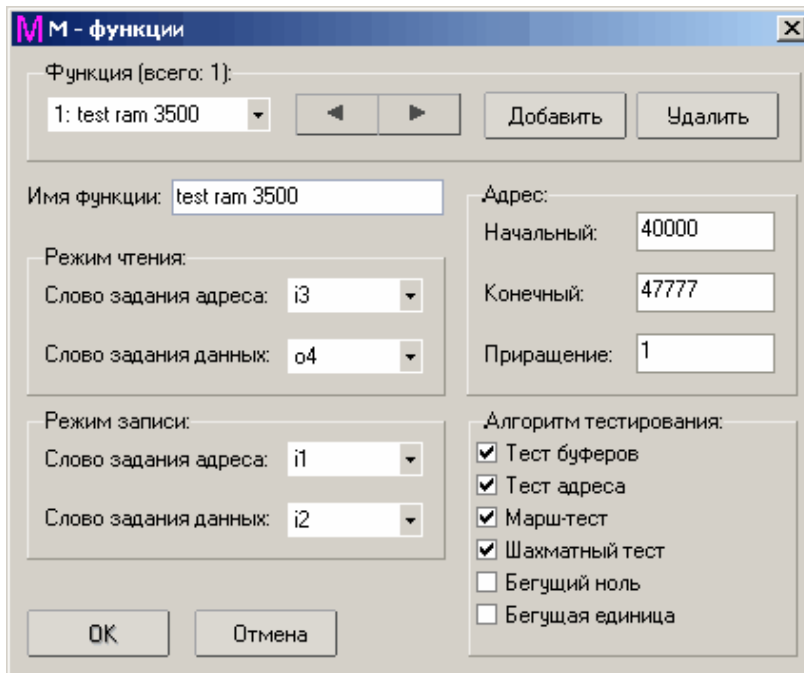 M - функции
Функция (всего: 1):
1: test ram 3500
Добавить
Удалить
Имя функции: test ram 3500
Режим чтения:
Слово задания адреса: i3
Слово задания данных: o4
Режим записи:
Слово задания адреса: i1
Слово задания данных: i2
Адрес:
Начальный: 40000
Конечный: 47777
Приращение: 1
Алгоритм тестирования:
Тест буферов
Тест адреса
Марш-тест
Шахматный тест
Бегущий ноль
Бегущая единица
OK
Отмена